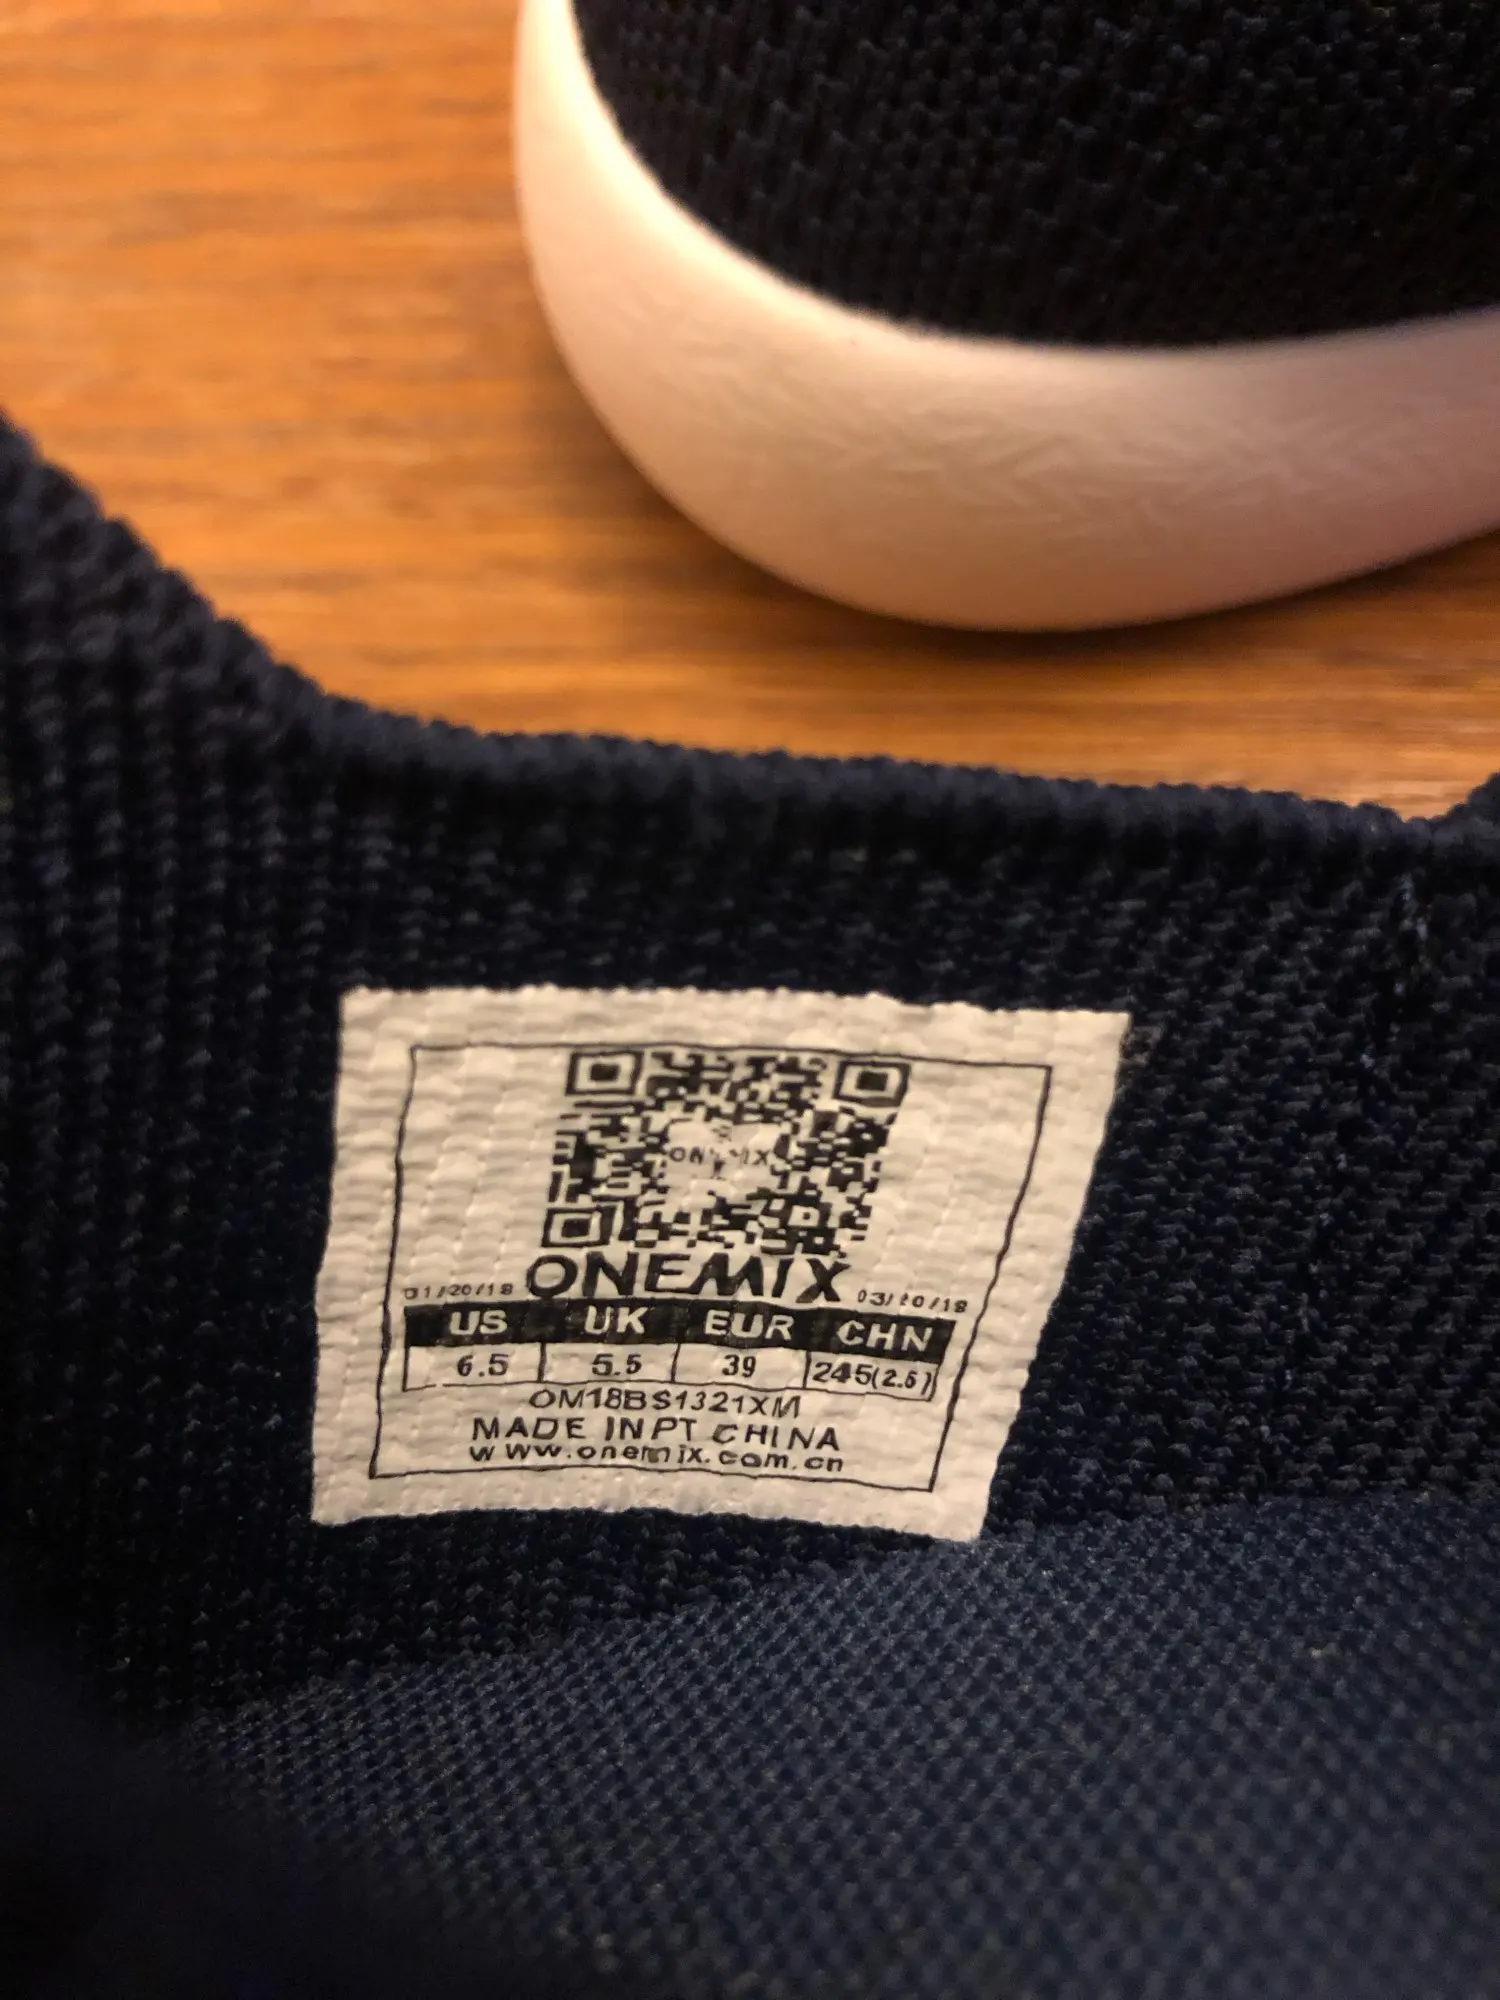 ONEMIX
ONEMIX
01/20/18 03/20/18
US UK EUR CHN
6.5 5.5 39 245(2.5)
OM18BS1321XM
MADE IN PT CHINA
www.onemix.com.cn